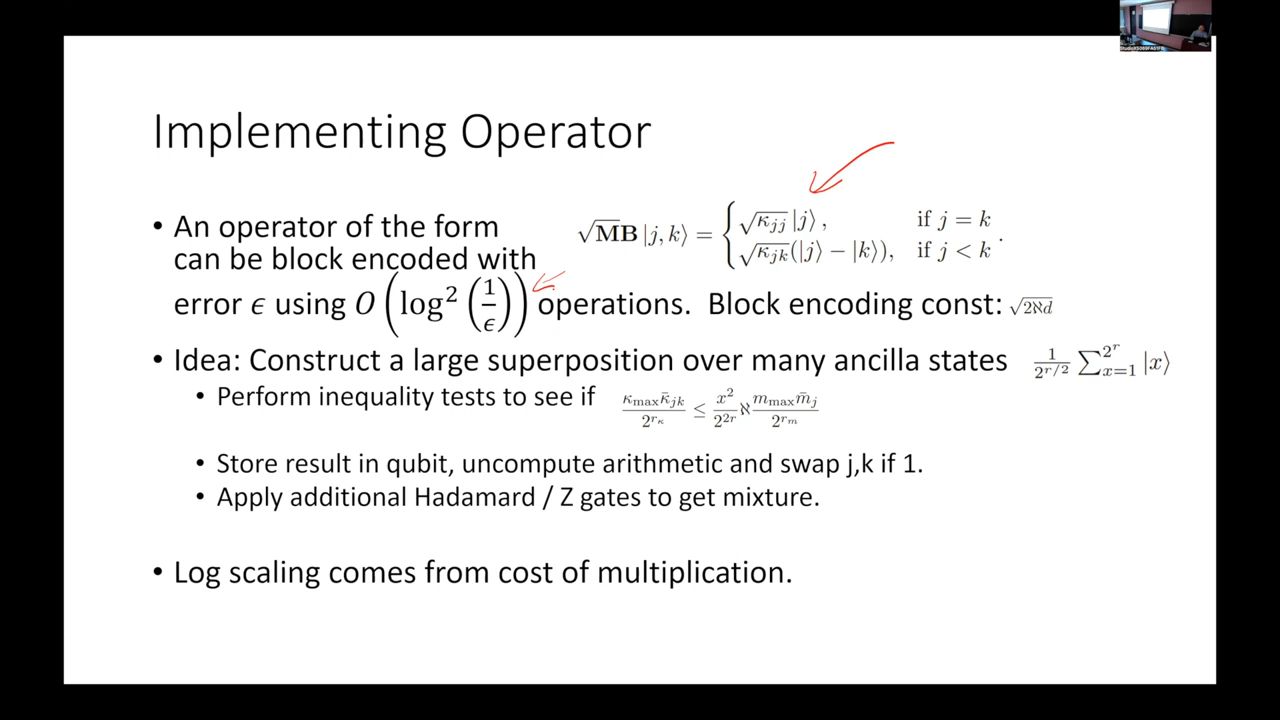 Implementing Operator
• An operator of the form
√MB |j, k⟩ = { √κ_jj |j⟩, if j = k
√κ_jk (|j⟩ − |k⟩), if j < k .
can be block encoded with
error ϵ using O(log²(1/ϵ)) operations. Block encoding const: √2ℵd
• Idea: Construct a large superposition over many ancilla states 1/2^{r/2} ∑_{x=1}^{2^r} |x⟩
• Perform inequality tests to see if κ_max κ̄_jk / 2^{r_κ} ≤ x²/2^{2r} ℵ m_max m̄_j / 2^{r_m}
• Store result in qubit, uncompute arithmetic and swap j,k if 1.
• Apply additional Hadamard / Z gates to get mixture.
• Log scaling comes from cost of multiplication.